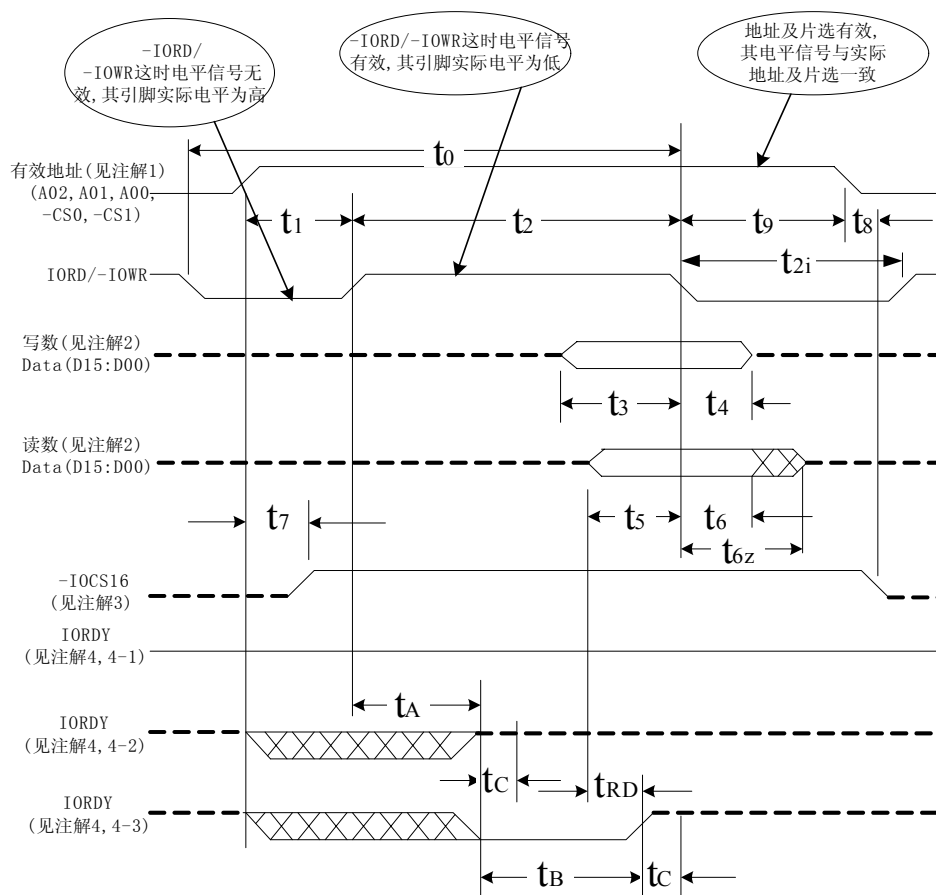 -IORD/
-IOWR这时电平信号无
效,其引脚实际电平为高
-IORD/-IOWR这时电平信号
有效,其引脚实际电平为低
地址及片选有效,
其电平信号与实际
地址及片选一致
t0
有效地址(见注解1)
(A02,A01,A00,
-CS0,-CS1)
t1
t2
t9
t8
t2i
IORD/-IOWR
写数(见注解2)
Data(D15:D00)
t3
t4
读数(见注解2)
Data(D15:D00)
t7
t5
t6
t6z
-IOCS16
(见注解3)
IORDY
(见注解4,4-1)
tA
IORDY
(见注解4,4-2)
tC
tRD
IORDY
(见注解4,4-3)
tB
tC